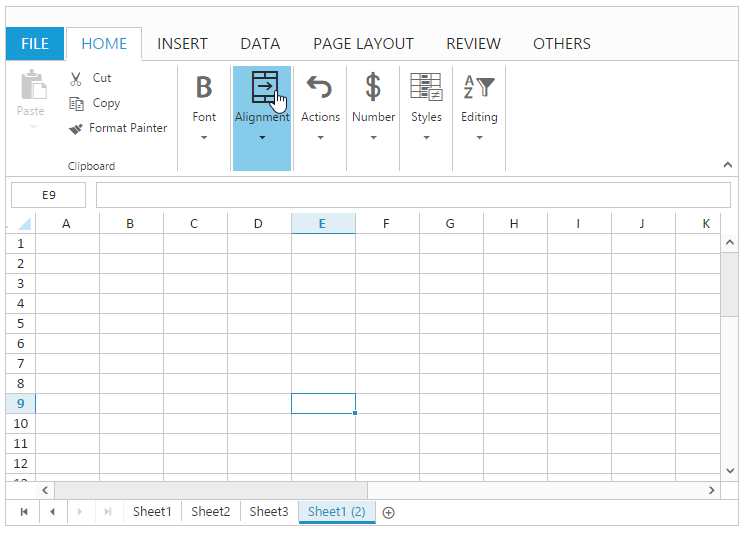 FILE HOME INSERT DATA PAGE LAYOUT REVIEW OTHERS
Paste
Cut
Copy
Format Painter
Clipboard
B
Font
Alignment
Actions
$
Number
Styles
A
Z
Editing
E9
A B C D E F G H I J K
1
2
3
4
5
6
7
8
9
10
11
12
Sheet1 Sheet2 Sheet3 Sheet1 (2)